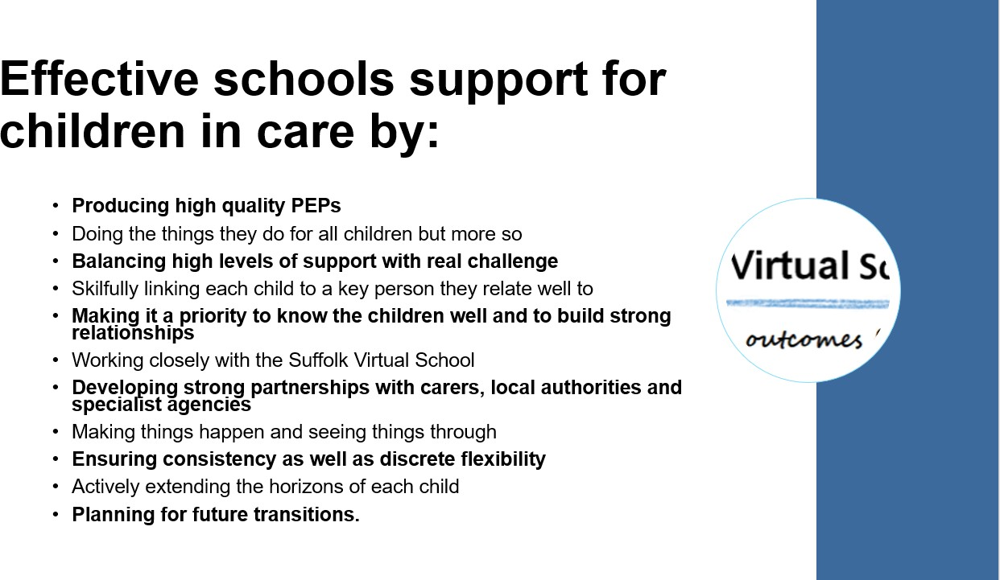 Effective schools support for
children in care by:
• Producing high quality PEPs
• Doing the things they do for all children but more so
• Balancing high levels of support with real challenge
• Skilfully linking each child to a key person they relate well to
• Making it a priority to know the children well and to build strong
relationships
• Working closely with the Suffolk Virtual School
• Developing strong partnerships with carers, local authorities and
specialist agencies
• Making things happen and seeing things through
• Ensuring consistency as well as discrete flexibility
• Actively extending the horizons of each child
• Planning for future transitions.
Virtual
outcomes